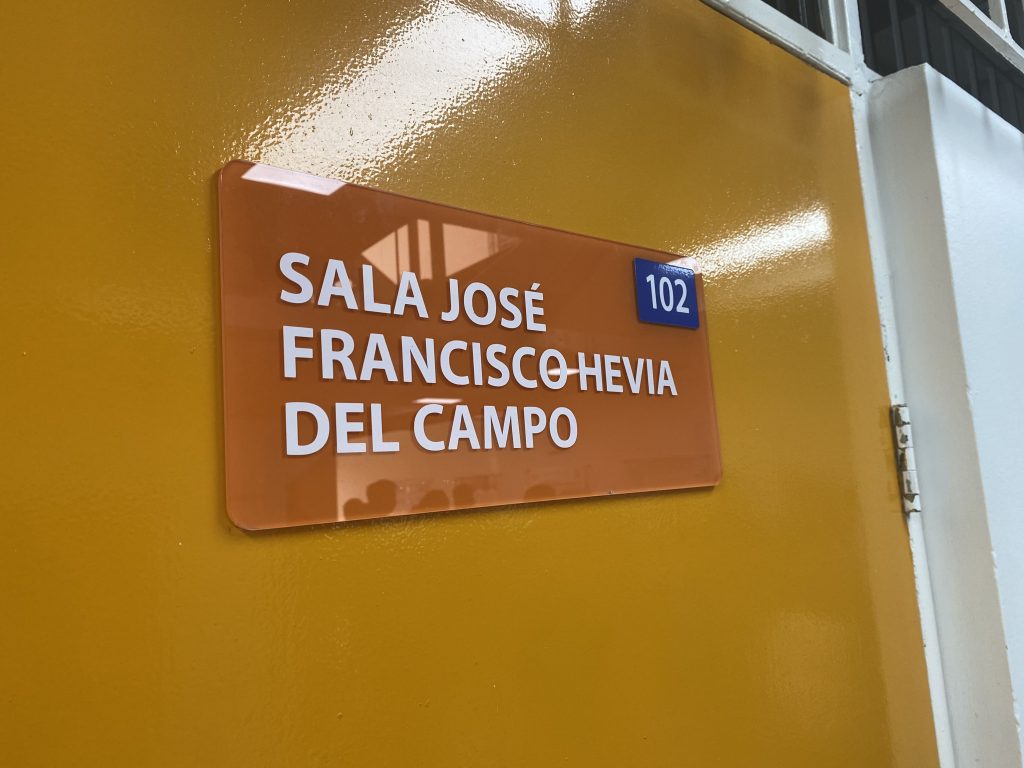 SALA JOSÉ
FRANCISCO HEVIA
DEL CAMPO
102